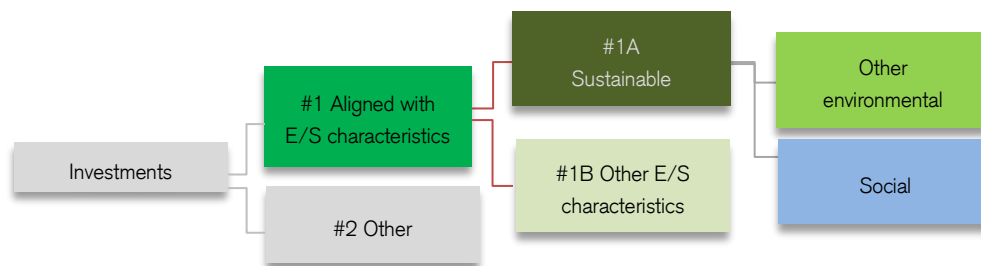 Investments
#1 Aligned with
E/S characteristics
#2 Other
#1A
Sustainable
#1B Other E/S
characteristics
Other
environmental
Social